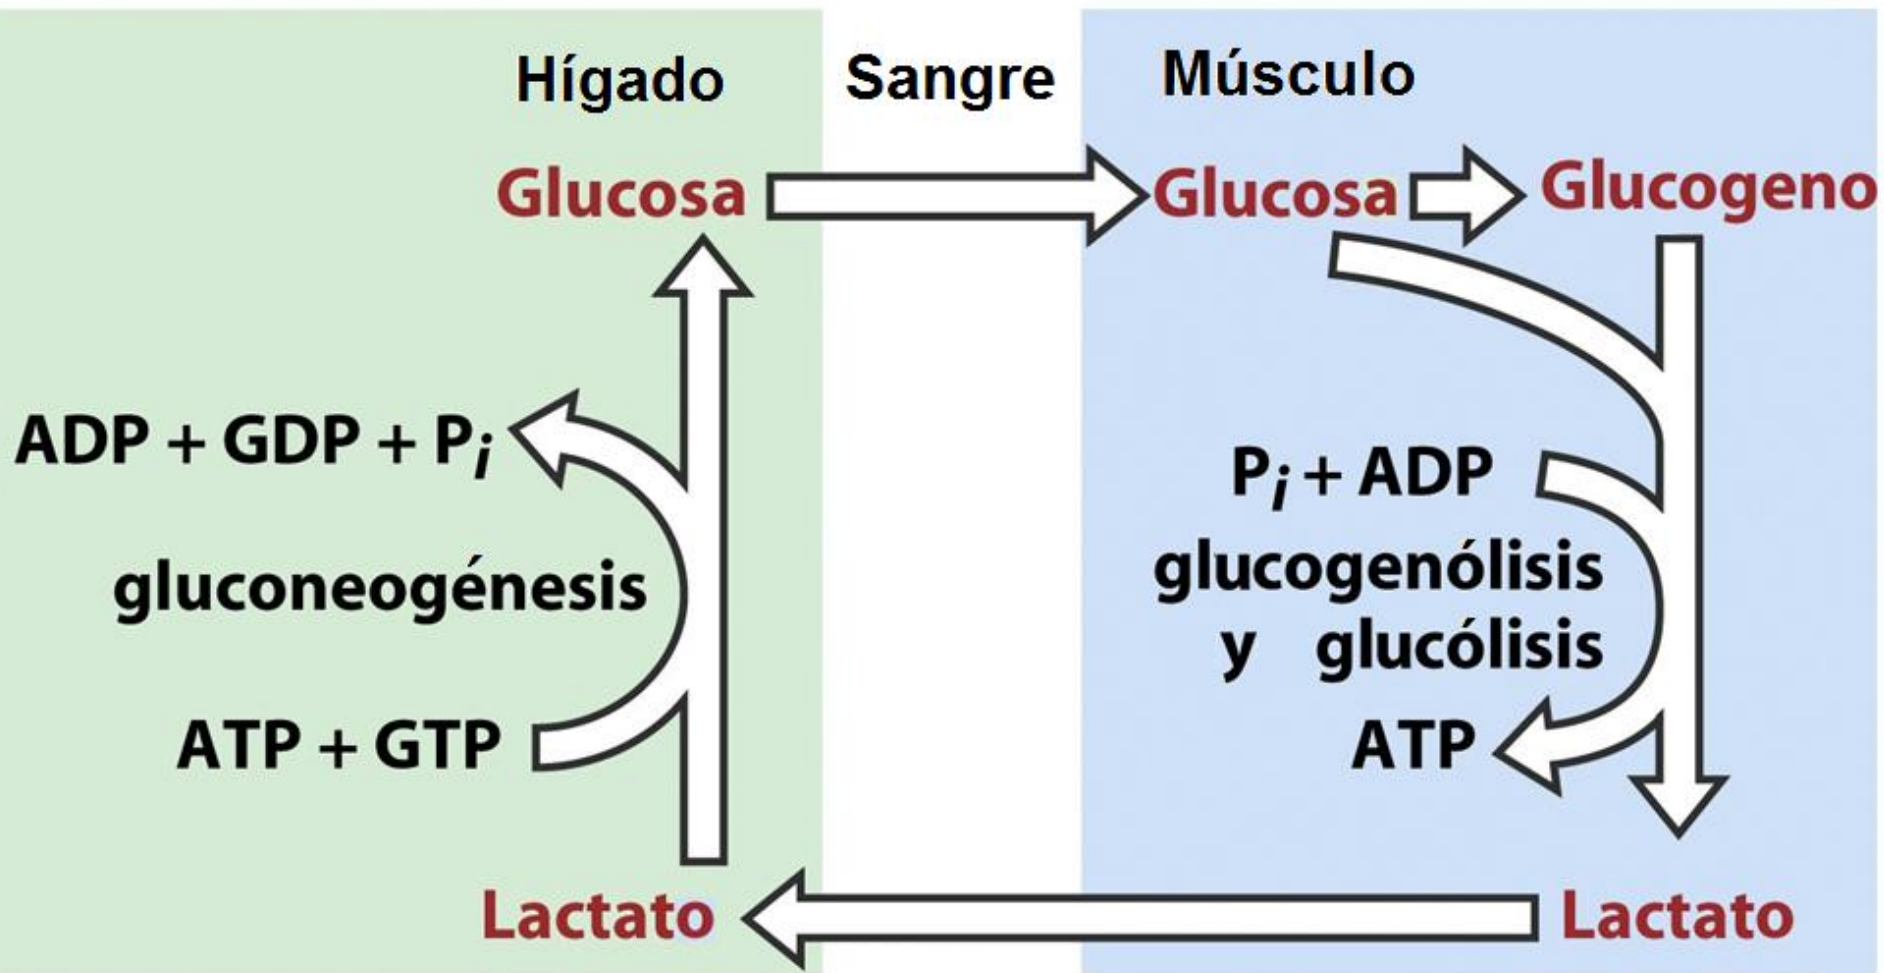 Hígado
Sangre
Músculo
Glucosa
Glucosa
Glucogeno
ADP + GDP + Pi
gluconeogénesis
ATP + GTP
Pi + ADP
glucogenólisis
y glucólisis
ATP
Lactato
Lactato